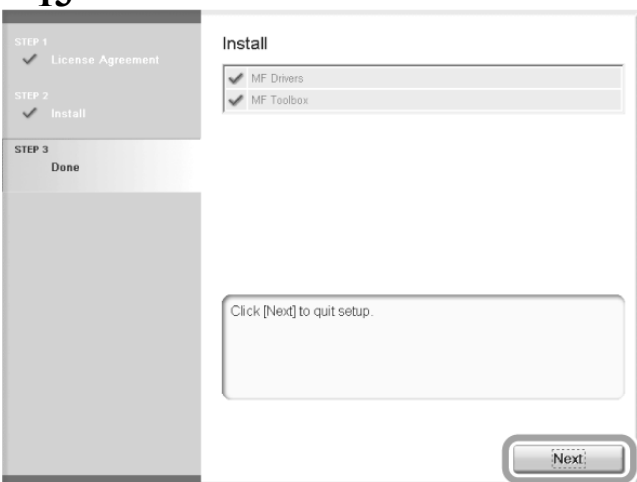 STEP 1
License Agreement
STEP 2
Install
STEP 3
Done
Install
MF Drivers
MF Toolbox
Click [Next] to quit setup.
Next